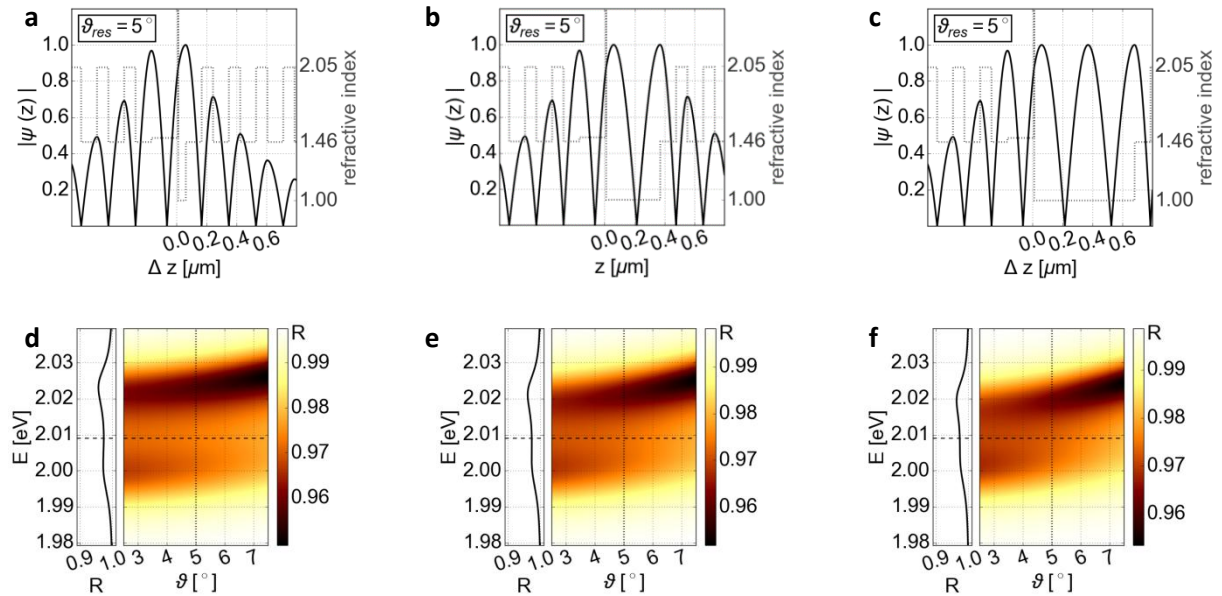 a
ϑres = 5°
1.0
0.8
0.6
0.4
0.2
|ψ (z) |
2.05
1.46
1.00
refractive index
0.0 0.2 0.4 0.6
Δ z [μm]
b
ϑres = 5°
1.0
0.8
0.6
0.4
0.2
|ψ (z) |
2.05
1.46
1.00
refractive index
0.0 0.2 0.4 0.6
z [μm]
c
ϑres = 5°
1.0
0.8
0.6
0.4
0.2
|ψ (z) |
2.05
1.46
1.00
refractive index
0.0 0.2 0.4 0.6
Δ z [μm]
d
2.03
2.02
2.01
2.00
1.99
1.98
E [eV]
0.9 1.0
R
3 4 5 6 7
ϑ [°]
R
0.99
0.98
0.97
0.96
e
2.03
2.02
2.01
2.00
1.99
1.98
E [eV]
0.9 1.0
R
3 4 5 6 7
ϑ [°]
R
0.99
0.98
0.97
0.96
f
2.03
2.02
2.01
2.00
1.99
1.98
E [eV]
0.9 1.0
R
3 4 5 6 7
ϑ [°]
R
0.99
0.98
0.97
0.96